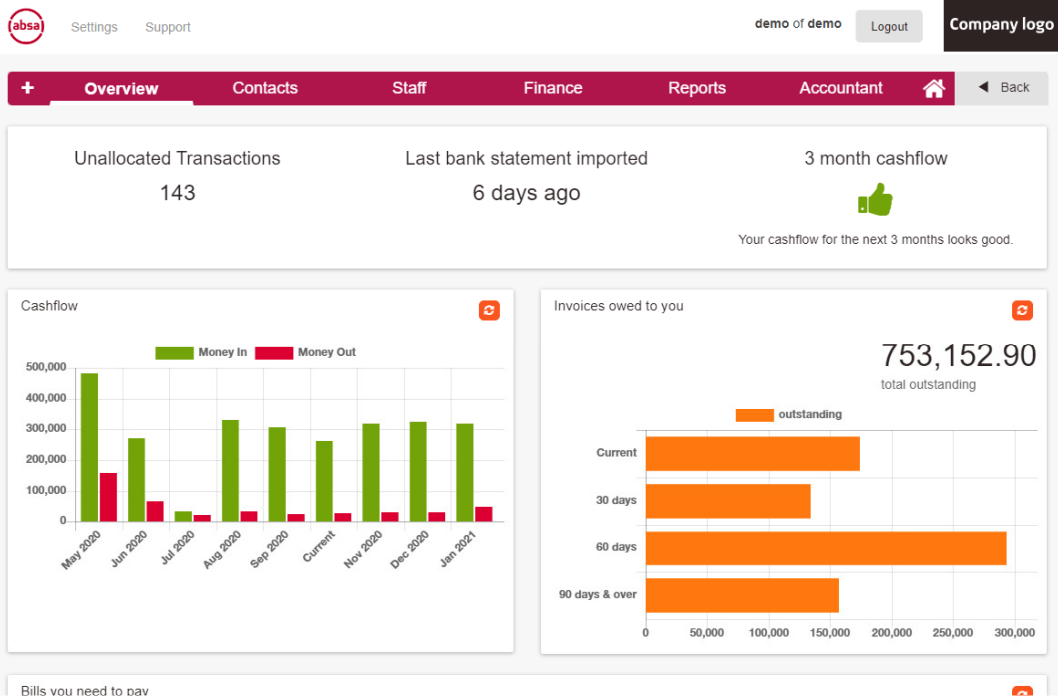 absa
Settings
Support
demo of demo
Logout
Company logo
+
Overview
Contacts
Staff
Finance
Reports
Accountant
Back
Unallocated Transactions
143
Last bank statement imported
6 days ago
3 month cashflow
Your cashflow for the next 3 months looks good.
Cashflow
Money In
Money Out
500,000
400,000
300,000
200,000
100,000
0
May 2020
Jun 2020
Jul 2020
Aug 2020
Sep 2020
Current
Nov 2020
Dec 2020
Jan 2021
Invoices owed to you
753,152.90
total outstanding
outstanding
Current
30 days
60 days
90 days & over
0
50,000
100,000
150,000
200,000
250,000
300,000
Bills you need to pay